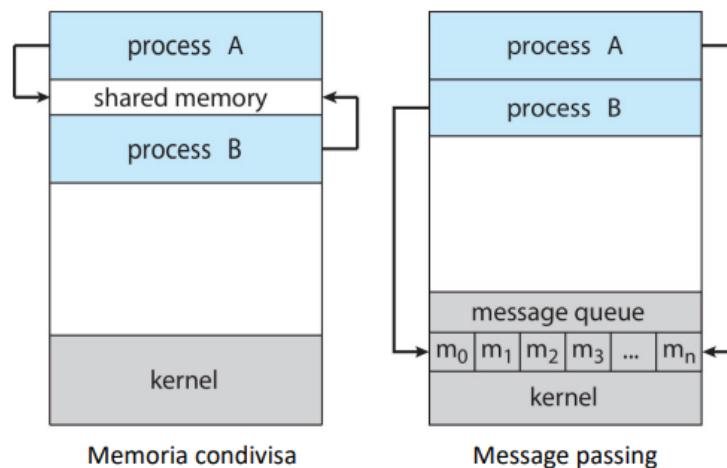 process A
shared memory
process B
kernel
Memoria condivisa
process A
process B
message queue
m0 m1 m2 m3 ... mn
kernel
Message passing